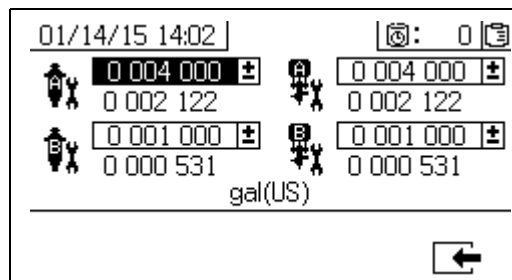 01/14/15 14:02 : 0
A 0 004 000 ± A 0 004 000 ±
0 002 122 0 002 122
B 0 001 000 ± B 0 001 000 ±
0 000 531 0 000 531
gal(US)